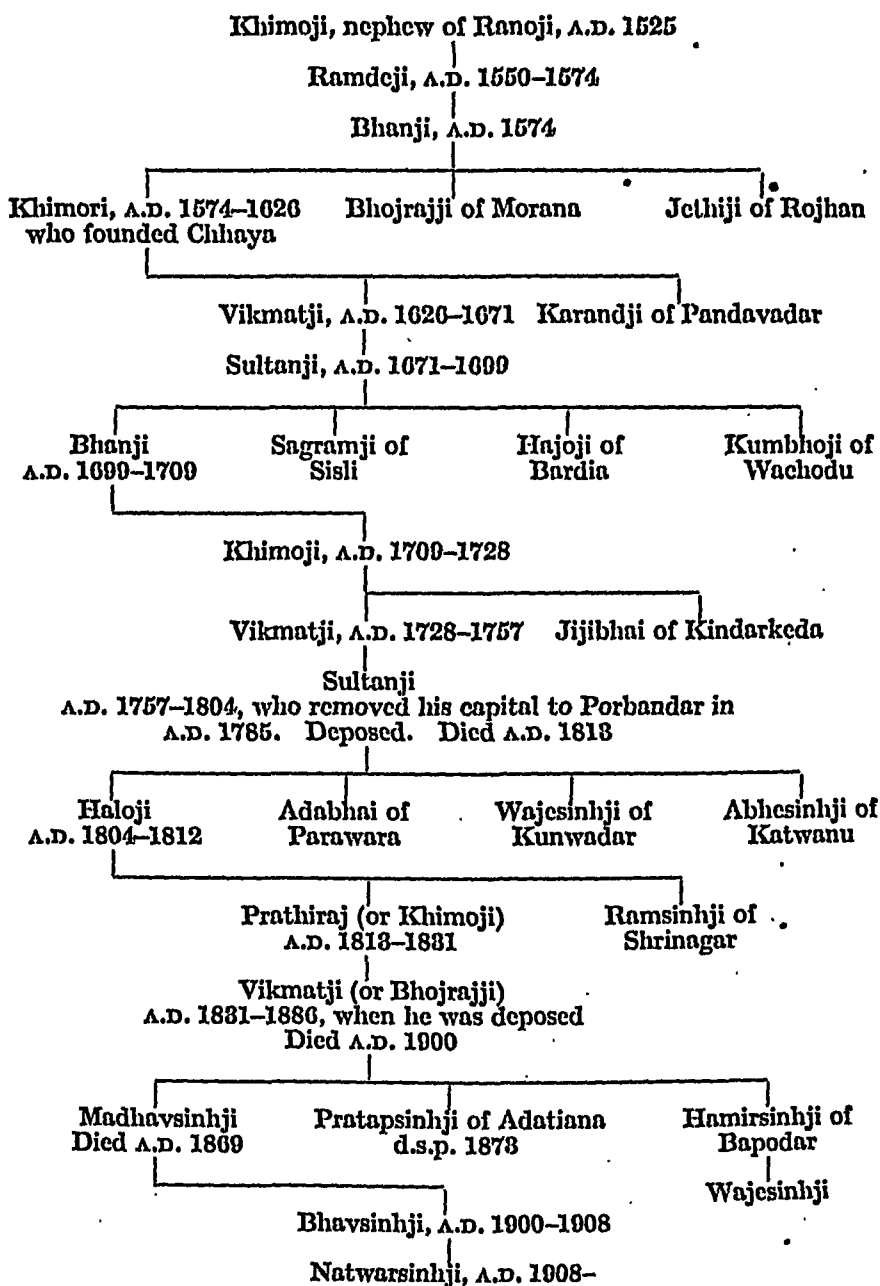 Khimoji, nephew of Ranoji, A.D. 1525
Ramdeji, A.D. 1550–1574
Bhanji, A.D. 1574
Khimori, A.D. 1574–1626 Bhojrajji of Morana Jethiji of Rojhan
who founded Chhaya
Vikmatji, A.D. 1626–1671 Karandji of Pandavadar
Sultanji, A.D. 1671–1699
Bhanji Sagramji of Hajoji of Kumbhoji of
A.D. 1699–1709 Sisli Bardia Wachodu
Khimoji, A.D. 1709–1728
Vikmatji, A.D. 1728–1757 Jijibhai of Kindarkeda
Sultanji
A.D. 1757–1804, who removed his capital to Porbandar in
A.D. 1785. Deposed. Died A.D. 1813
Haloji Adabhai of Wajesinhji of Abhesinhji of
A.D. 1804–1812 Parawara Kunwadar Katwanu
Prathiraj (or Khimoji) Ramsinhji of
A.D. 1813–1831 Shrinagar
Vikmatji (or Bhojrajji)
A.D. 1831–1886, when he was deposed
Died A.D. 1900
Madhavsinhji Pratapsinhji of Adatiana Hamirsinhji of
Died A.D. 1869 d.s.p. 1873 Bapodar
Wajesinhji
Bhavsinhji, A.D. 1900–1908
Natwarsinhji, A.D. 1908–